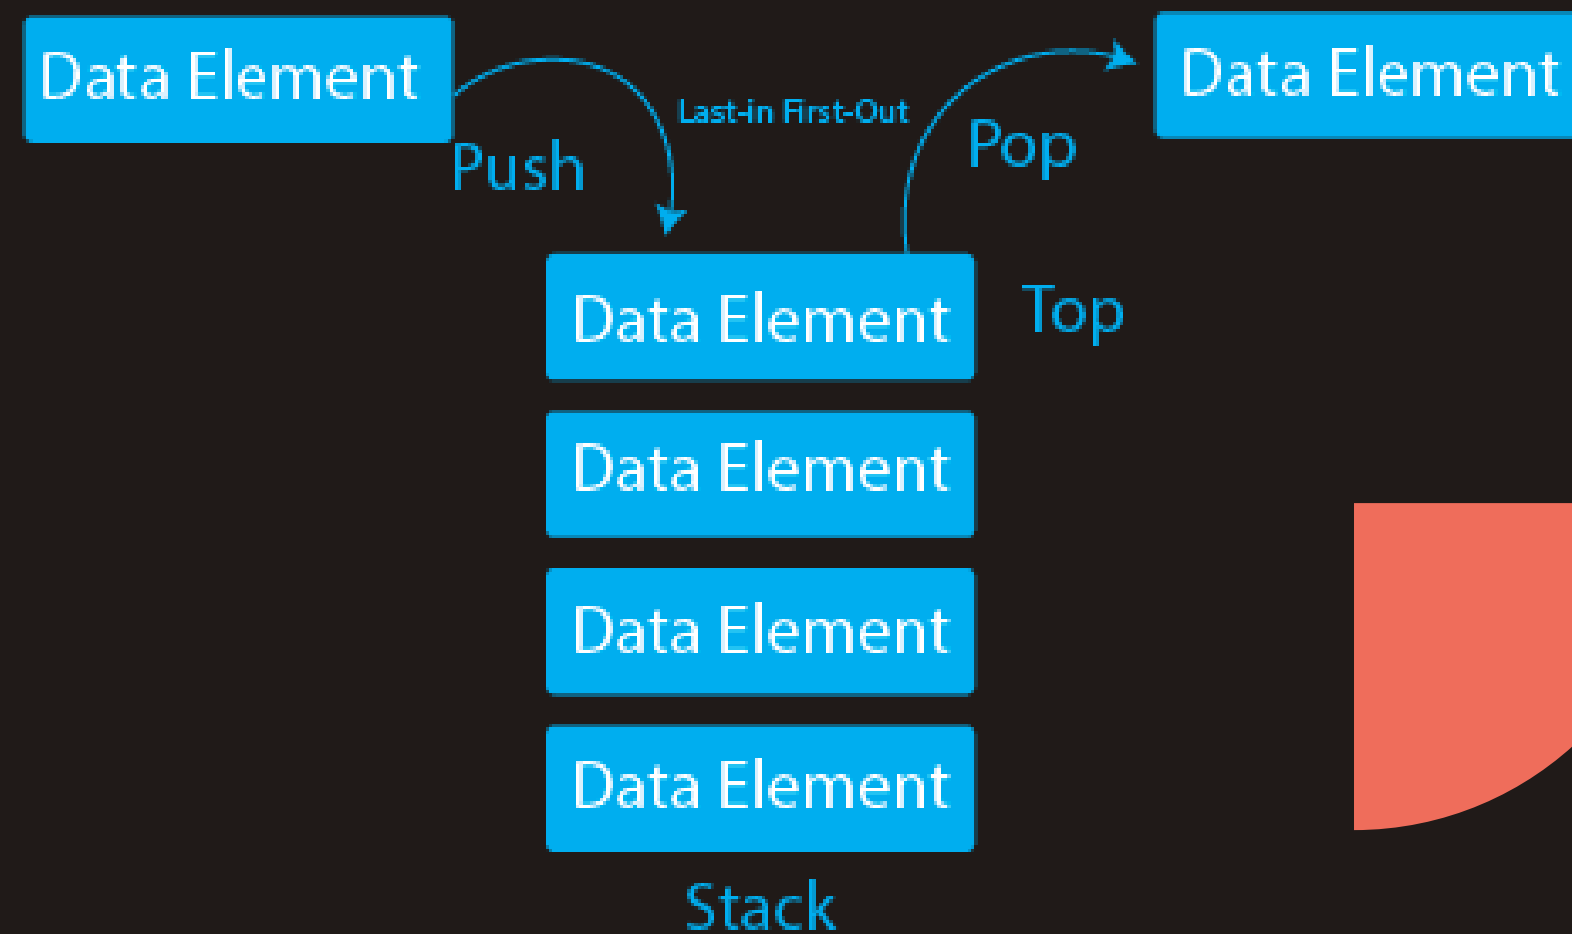 Data Element
Push
Last-in First-Out
Pop
Data Element
Data Element
Top
Data Element
Data Element
Data Element
Stack